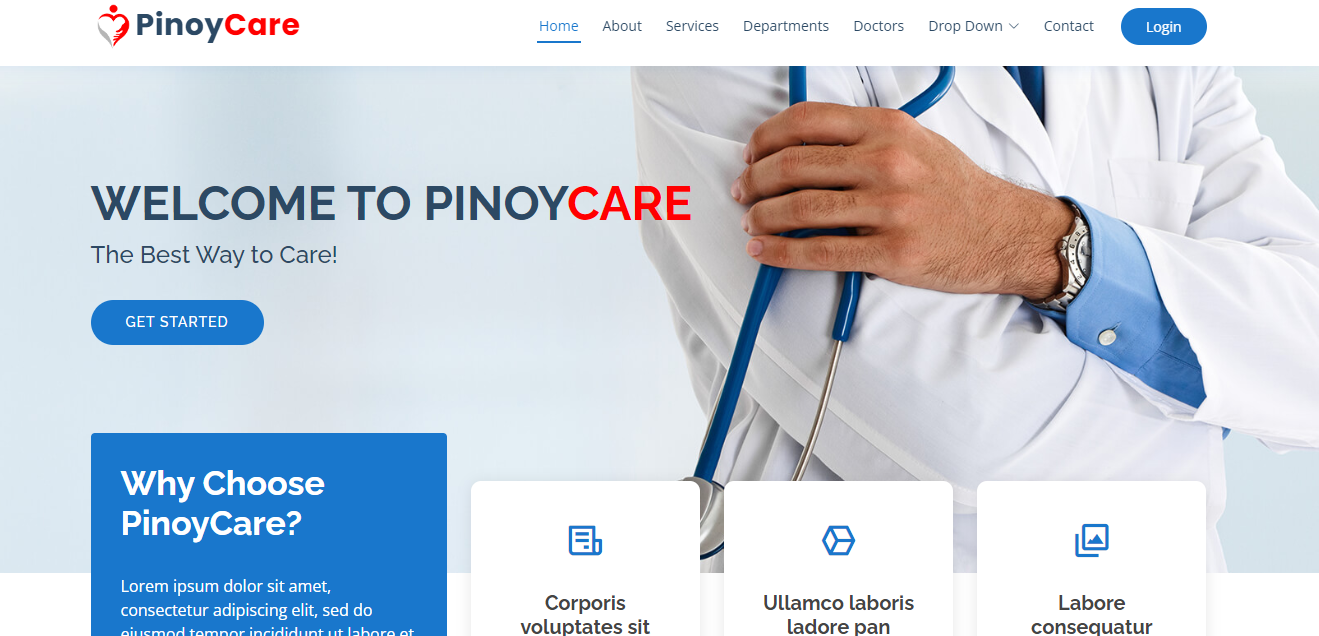 PinoyCare
Home About Services Departments Doctors Drop Down Contact Login
WELCOME TO PINOYCARE
The Best Way to Care!
GET STARTED
Why Choose
PinoyCare?
Lorem ipsum dolor sit amet,
consectetur adipiscing elit, sed do
eiusmod tempor incididunt ut labore et
Corporis
voluptates sit
Ullamco laboris
ladore pan
Labore
consequatur